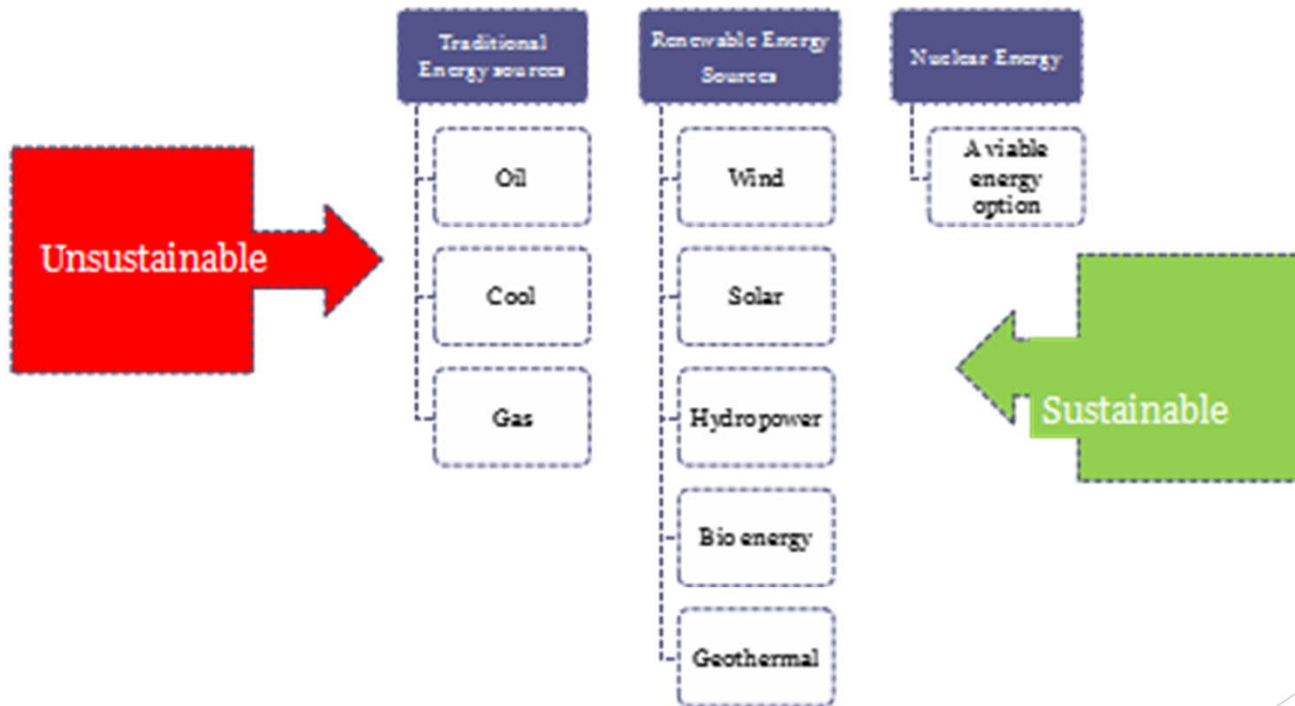 Traditional
Energy sources
Renewable Energy
Sources
Nuclear Energy
Oil
Wind
A viable
energy
option
Unsustainable
Cool
Solar
Gas
Hydropower
Sustainable
Bio energy
Geothermal